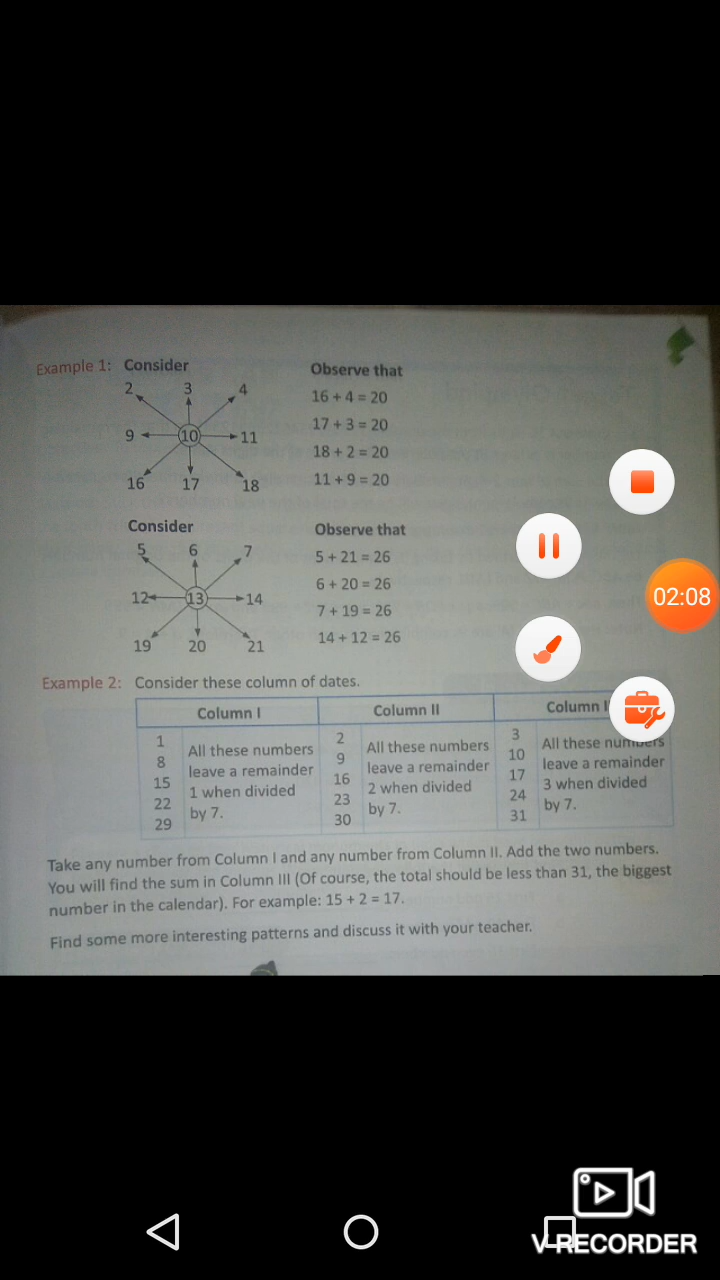 Example 1: Consider
2 3 4
9 10 11
16 17 18
Observe that
16 + 4 = 20
17 + 3 = 20
18 + 2 = 20
11 + 9 = 20
Consider
5 6 7
12 13 14
19 20 21
Observe that
5 + 21 = 26
6 + 20 = 26
7 + 19 = 26
14 + 12 = 26
02:08
Example 2: Consider these column of dates.
Column I
1
8
15
22
29
All these numbers
leave a remainder
1 when divided
by 7.
Column II
2
9
16
23
30
All these numbers
leave a remainder
2 when divided
by 7.
Column
3
10
17
24
31
All these numbers
leave a remainder
3 when divided
by 7.
Take any number from Column I and any number from Column II. Add the two numbers.
You will find the sum in Column III (Of course, the total should be less than 31, the biggest
number in the calendar). For example: 15 + 2 = 17.
Find some more interesting patterns and discuss it with your teacher.
V RECORDER